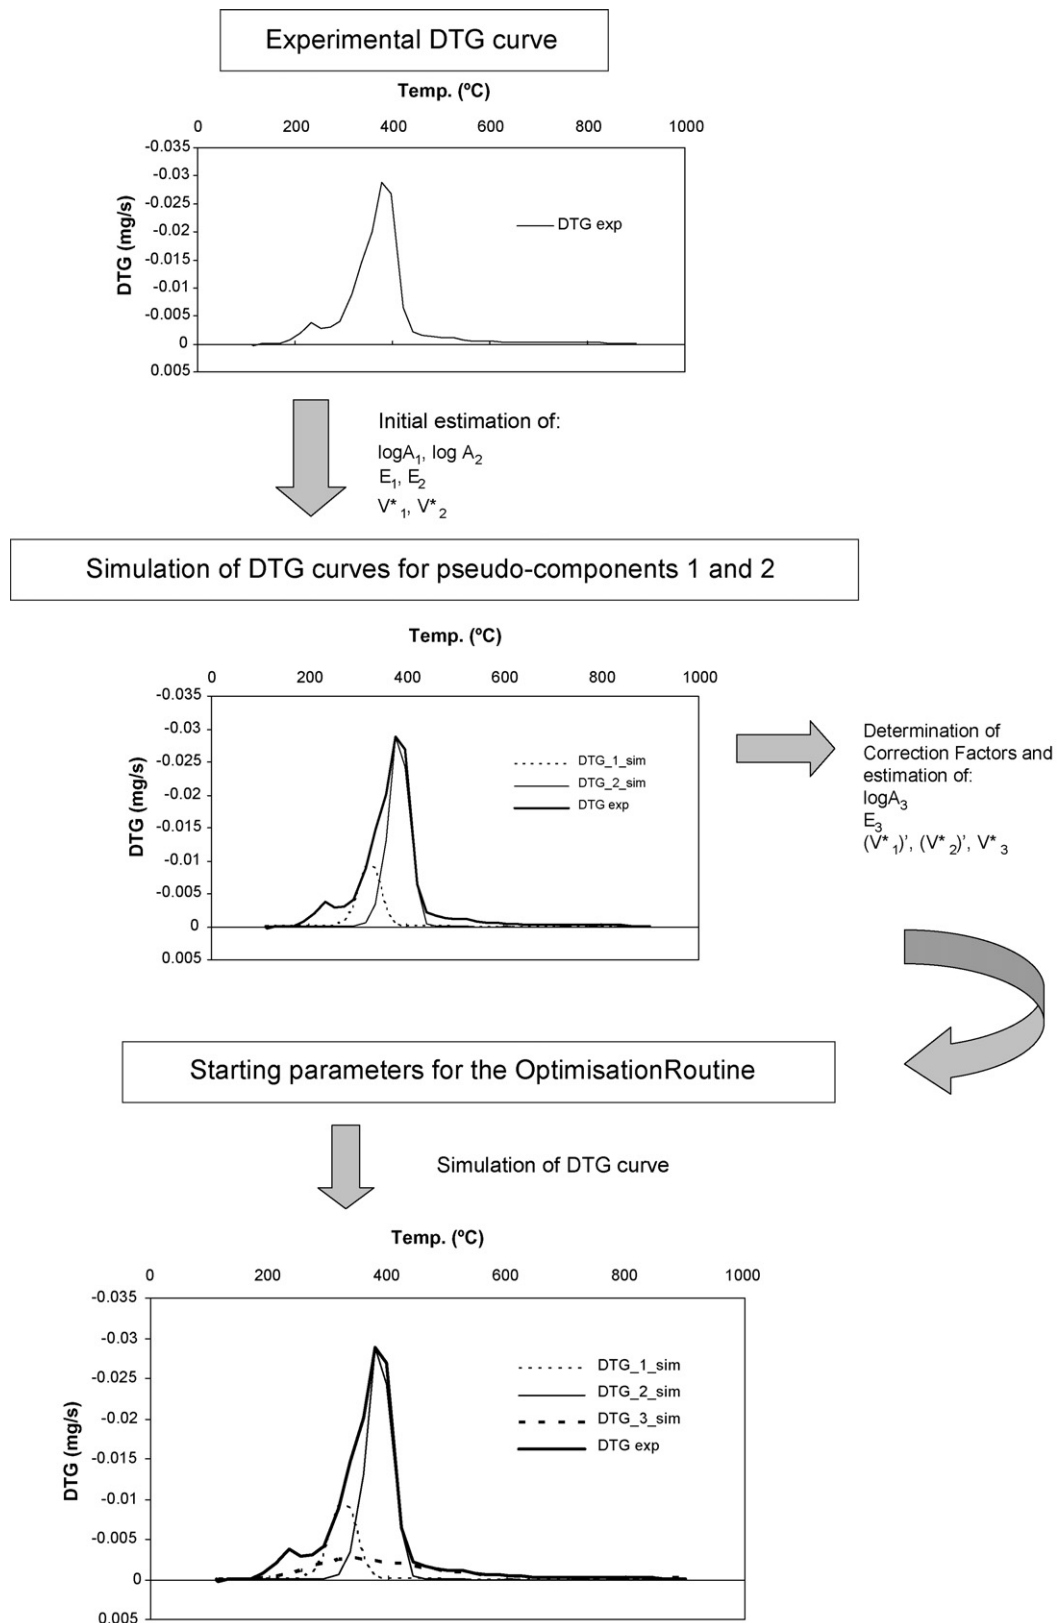 Experimental DTG curve
Temp. (ºC)
0 200 400 600 800 1000
-0.035
-0.03
-0.025
-0.02
-0.015
-0.01
-0.005
0
0.005
DTG (mg/s)
DTG exp
Initial estimation of:
logA1, log A2
E1, E2
V*1, V*2
Simulation of DTG curves for pseudo-components 1 and 2
Temp. (ºC)
0 200 400 600 800 1000
-0.035
-0.03
-0.025
-0.02
-0.015
-0.01
-0.005
0
0.005
DTG (mg/s)
DTG_1_sim
DTG_2_sim
DTG exp
Determination of
Correction Factors and
estimation of:
logA3
E3
(V*1)', (V*2)', V*3
Starting parameters for the OptimisationRoutine
Simulation of DTG curve
Temp. (ºC)
0 200 400 600 800 1000
-0.035
-0.03
-0.025
-0.02
-0.015
-0.01
-0.005
0
0.005
DTG (mg/s)
DTG_1_sim
DTG_2_sim
DTG_3_sim
DTG exp